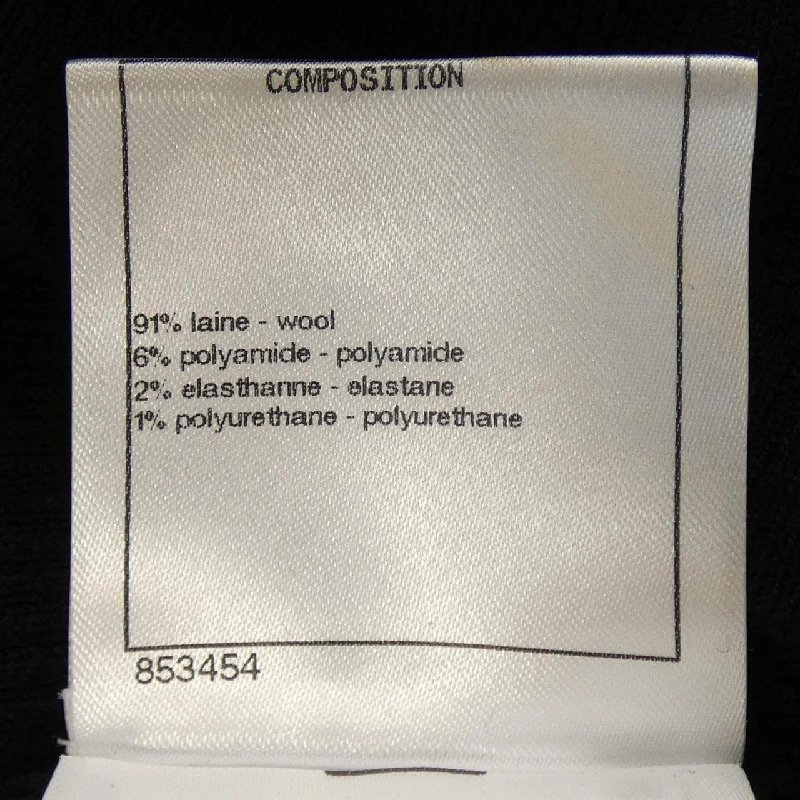 COMPOSITION
91% laine - wool
6% polyamide - polyamide
2% elasthanne - elastane
1% polyurethane - polyurethane
853454